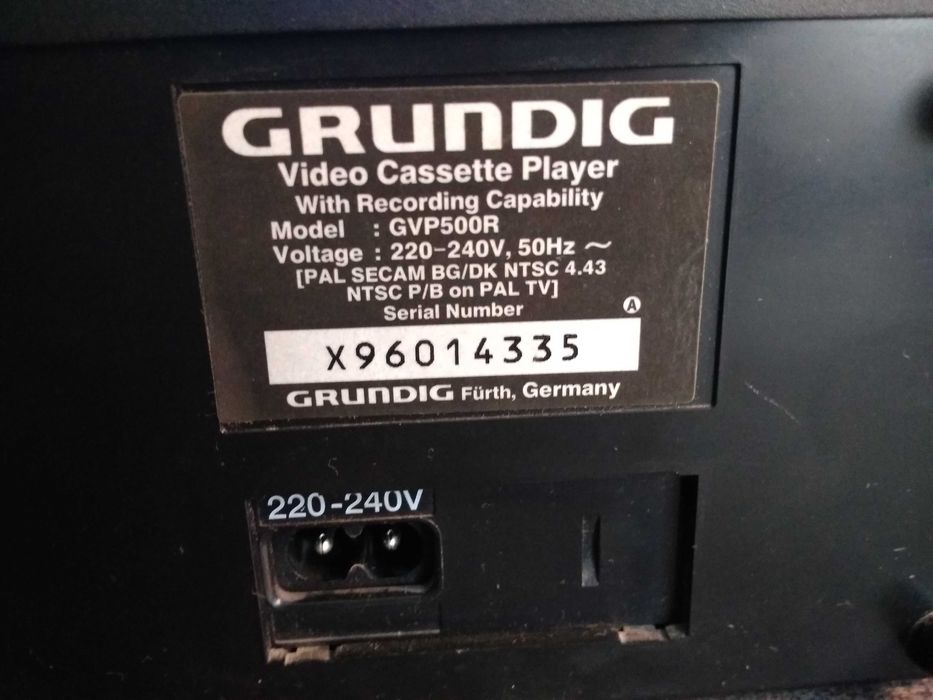 GRUNDIG
Video Cassette Player
With Recording Capability
Model : GVP500R
Voltage : 220-240V, 50Hz ~
[PAL SECAM BG/DK NTSC 4.43
NTSC P/B on PAL TV]
Serial Number A
X96014335
GRUNDIG Fürth, Germany
220-240V